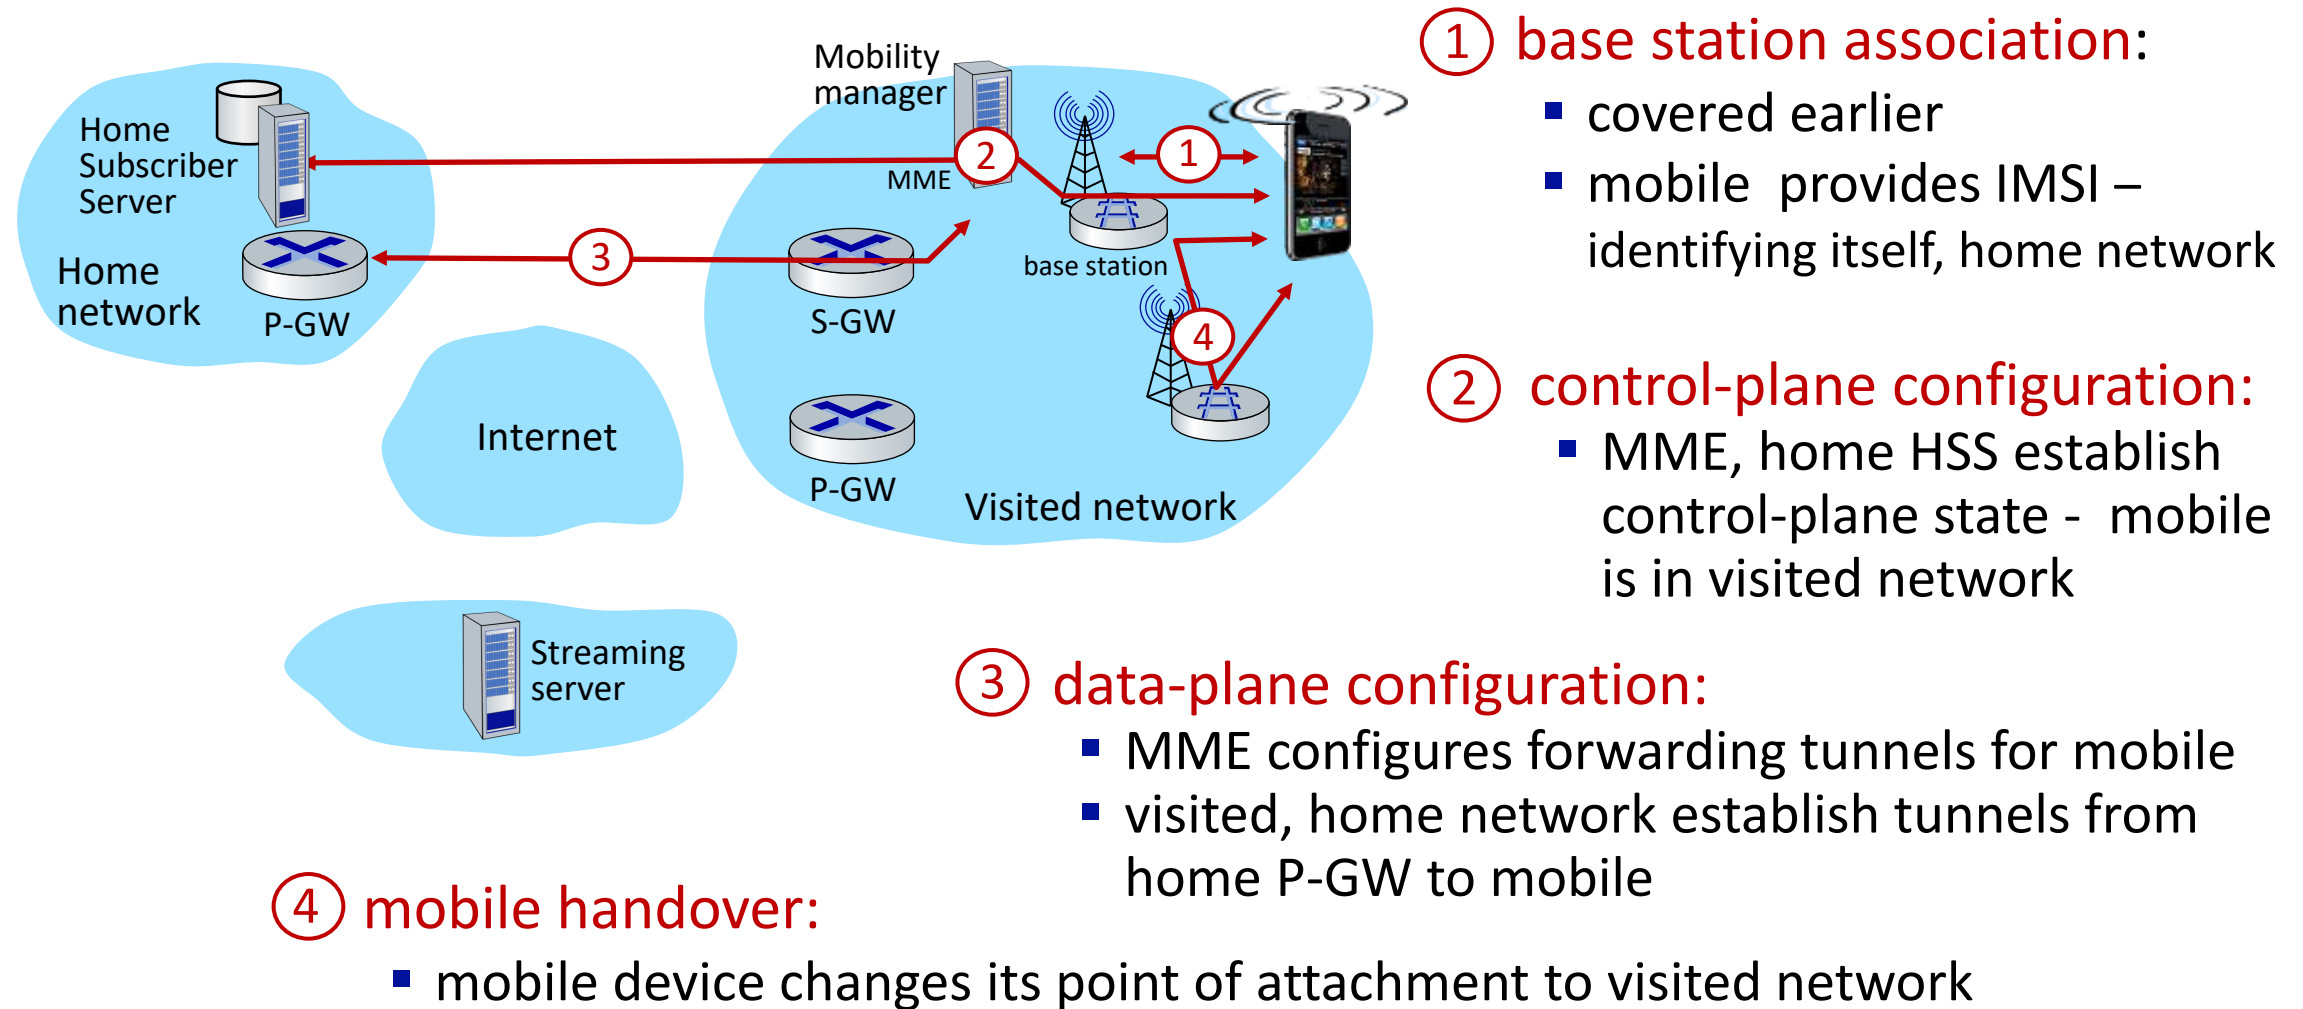 Mobility
manager
Home
Subscriber
Server
MME
1
2
3
4
base station
Home
network
P-GW
S-GW
Internet
P-GW
Visited network
Streaming
server
1 base station association:
covered earlier
mobile provides IMSI –
identifying itself, home network
2 control-plane configuration:
MME, home HSS establish
control-plane state - mobile
is in visited network
3 data-plane configuration:
MME configures forwarding tunnels for mobile
visited, home network establish tunnels from
home P-GW to mobile
4 mobile handover:
mobile device changes its point of attachment to visited network